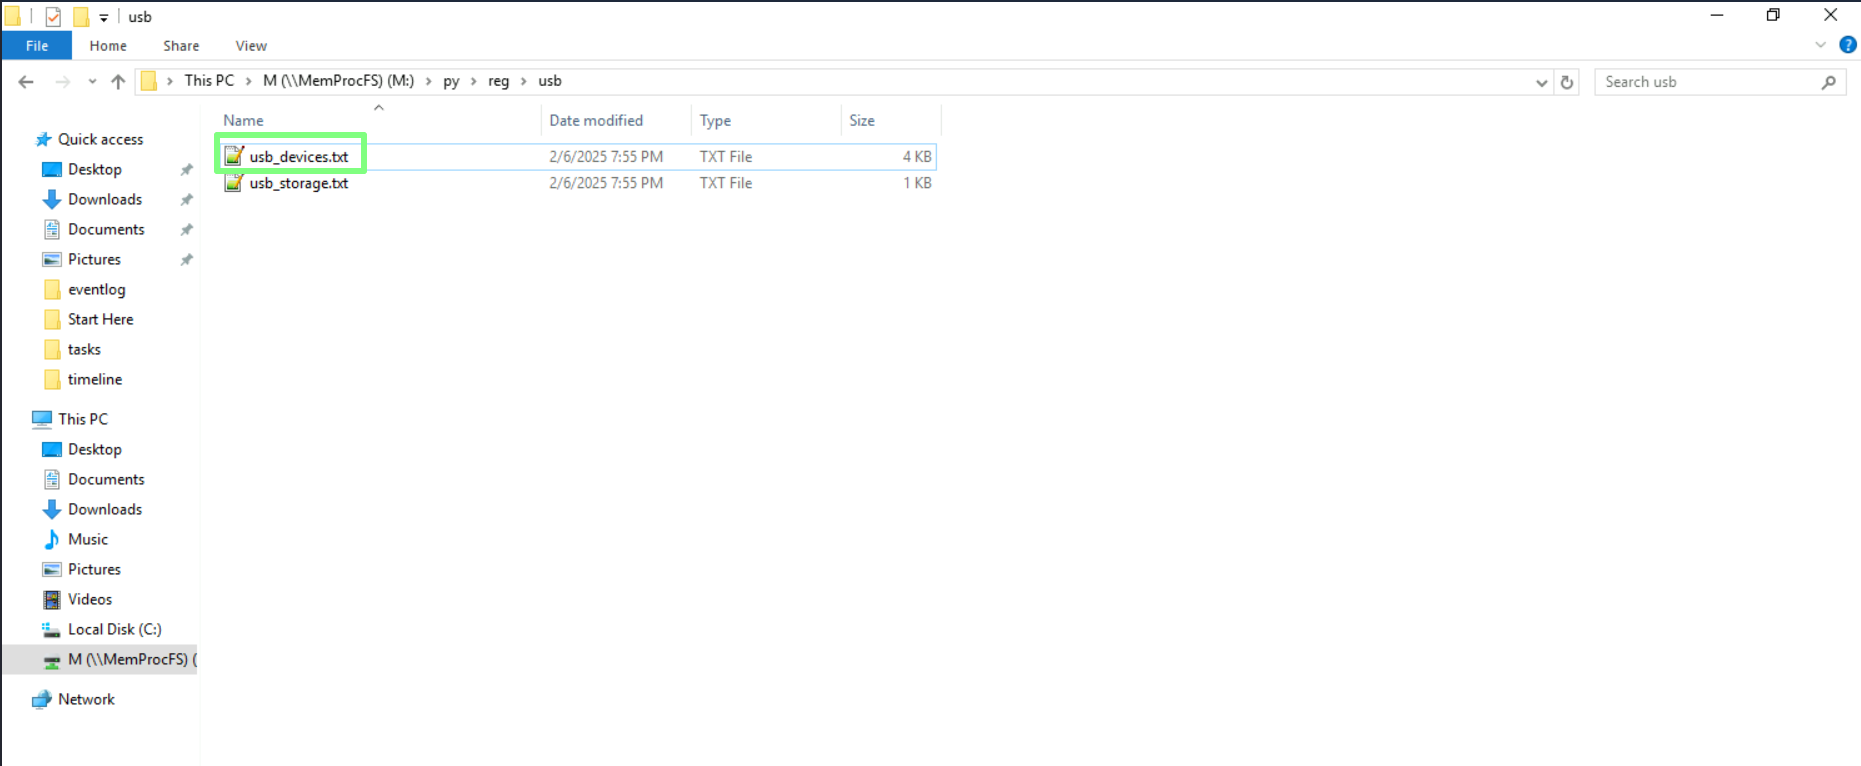 usb
File Home Share View
This PC M (\\MemProcFS) (M:) py reg usb Search usb
Name Date modified Type Size
usb_devices.txt 2/6/2025 7:55 PM TXT File 4 KB
usb_storage.txt 2/6/2025 7:55 PM TXT File 1 KB
Quick access
Desktop
Downloads
Documents
Pictures
eventlog
Start Here
tasks
timeline
This PC
Desktop
Documents
Downloads
Music
Pictures
Videos
Local Disk (C:)
M (\\MemProcFS) (
Network